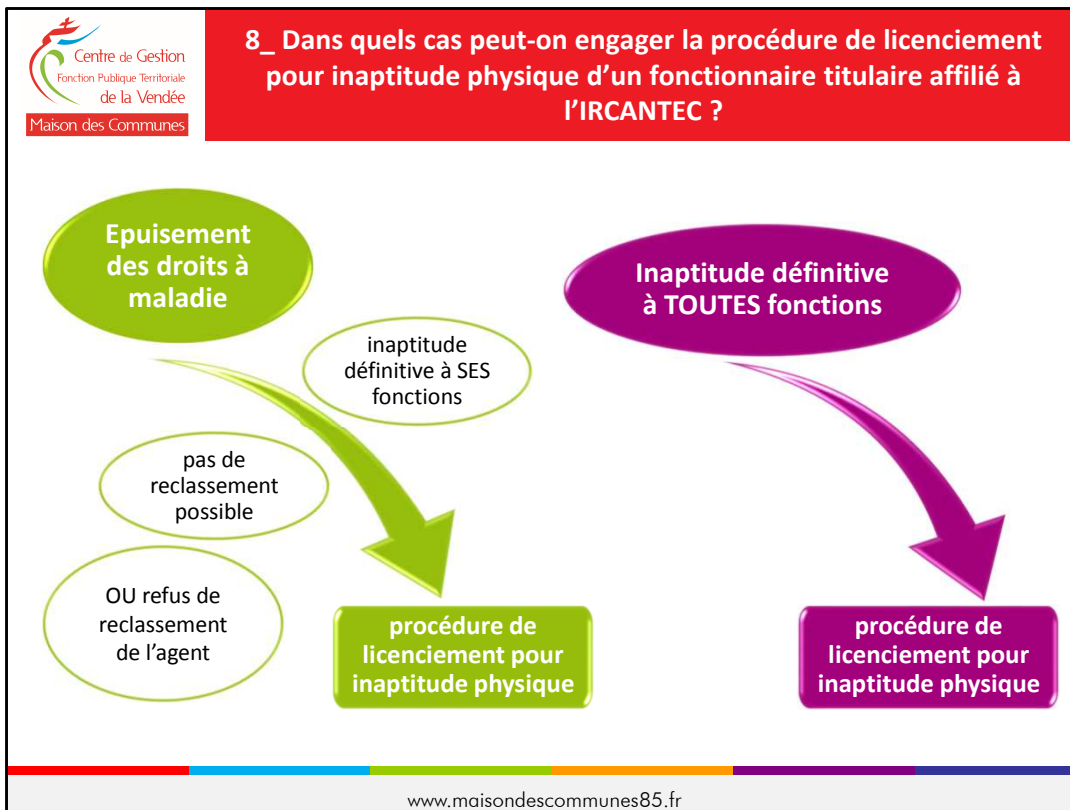 Centre de Gestion
Fonction Publique Territoriale
de la Vendée
Maison des Communes
8_ Dans quels cas peut-on engager la procédure de licenciement
pour inaptitude physique d’un fonctionnaire titulaire affilié à
l’IRCANTEC ?
Epuisement
des droits à
maladie
inaptitude
définitive à SES
fonctions
pas de
reclassement
possible
OU refus de
reclassement
de l’agent
procédure de
licenciement pour
inaptitude physique
Inaptitude définitive
à TOUTES fonctions
procédure de
licenciement pour
inaptitude physique
www.maisondescommunes85.fr